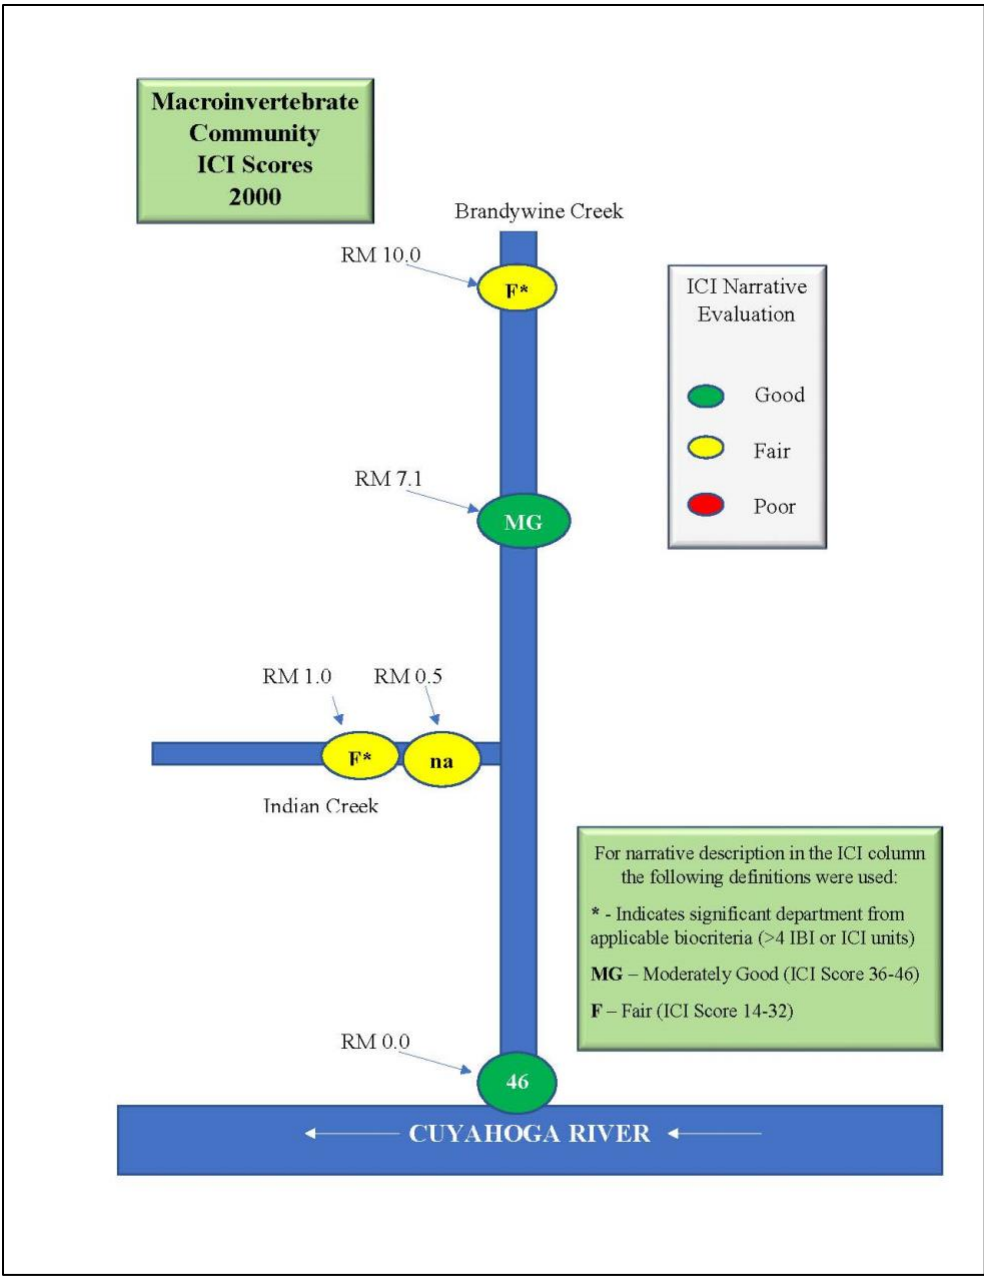 Macroinvertebrate
Community
ICI Scores
2000
Brandywine Creek
RM 10.0
F*
ICI Narrative
Evaluation
Good
Fair
Poor
RM 7.1
MG
RM 1.0
RM 0.5
F*
na
Indian Creek
For narrative description in the ICI column
the following definitions were used:
* - Indicates significant department from
applicable biocriteria (>4 IBI or ICI units)
MG – Moderately Good (ICI Score 36-46)
F – Fair (ICI Score 14-32)
RM 0.0
46
CUYAHOGA RIVER